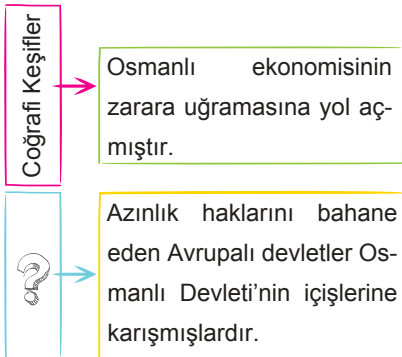 Coğrafi Keşifler
Osmanlı ekonomisinin
zarara uğramasına yol aç-
mıştır.
?
Azınlık haklarını bahane
eden Avrupalı devletler Os-
manlı Devleti’nin içişlerine
karışmışlardır.